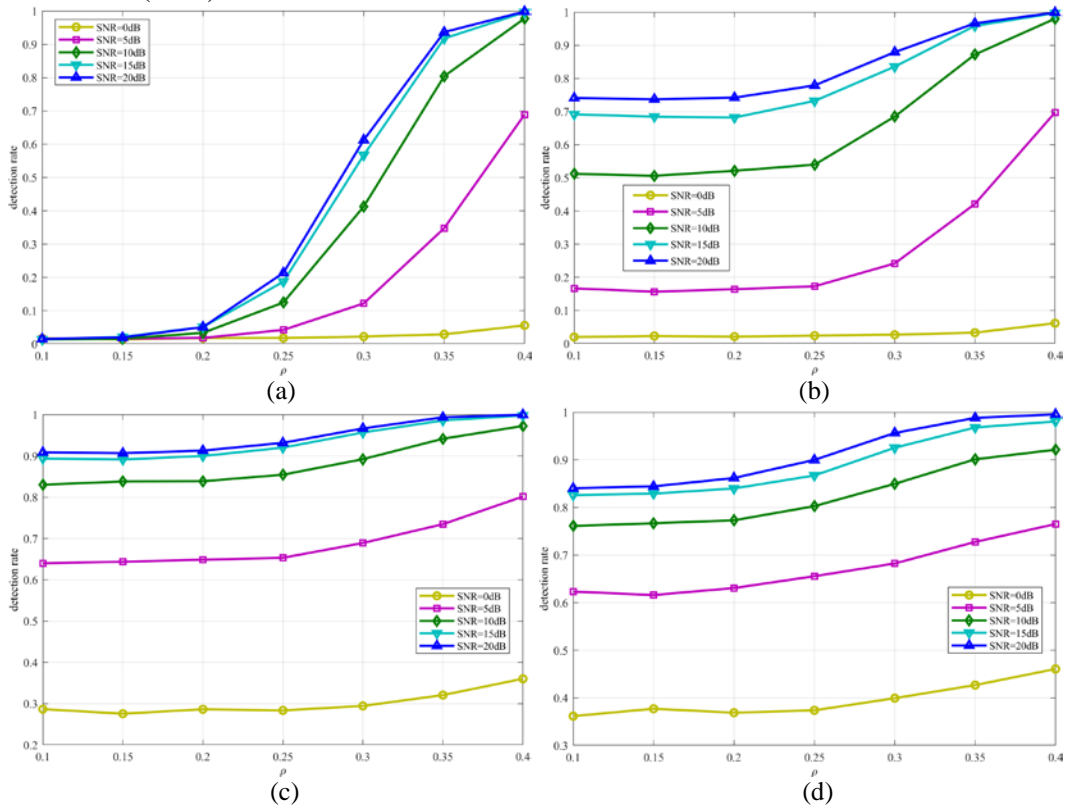 1
0.9
0.8
0.7
0.6
0.5
0.4
0.3
0.2
0.1
0
detection rate
SNR=0dB
SNR=5dB
SNR=10dB
SNR=15dB
SNR=20dB
0.1 0.15 0.2 0.25 0.3 0.35 0.4
ρ
(a)
1
0.9
0.8
0.7
0.6
0.5
0.4
0.3
0.2
0.1
0
detection rate
SNR=0dB
SNR=5dB
SNR=10dB
SNR=15dB
SNR=20dB
0.1 0.15 0.2 0.25 0.3 0.35 0.4
ρ
(b)
1
0.9
0.8
0.7
0.6
0.5
0.4
0.3
0.2
detection rate
SNR=0dB
SNR=5dB
SNR=10dB
SNR=15dB
SNR=20dB
0.1 0.15 0.2 0.25 0.3 0.35 0.4
ρ
(c)
1
0.9
0.8
0.7
0.6
0.5
0.4
0.3
detection rate
SNR=0dB
SNR=5dB
SNR=10dB
SNR=15dB
SNR=20dB
0.1 0.15 0.2 0.25 0.3 0.35 0.4
ρ
(d)